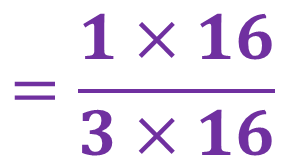 = 1 × 16
3 × 16